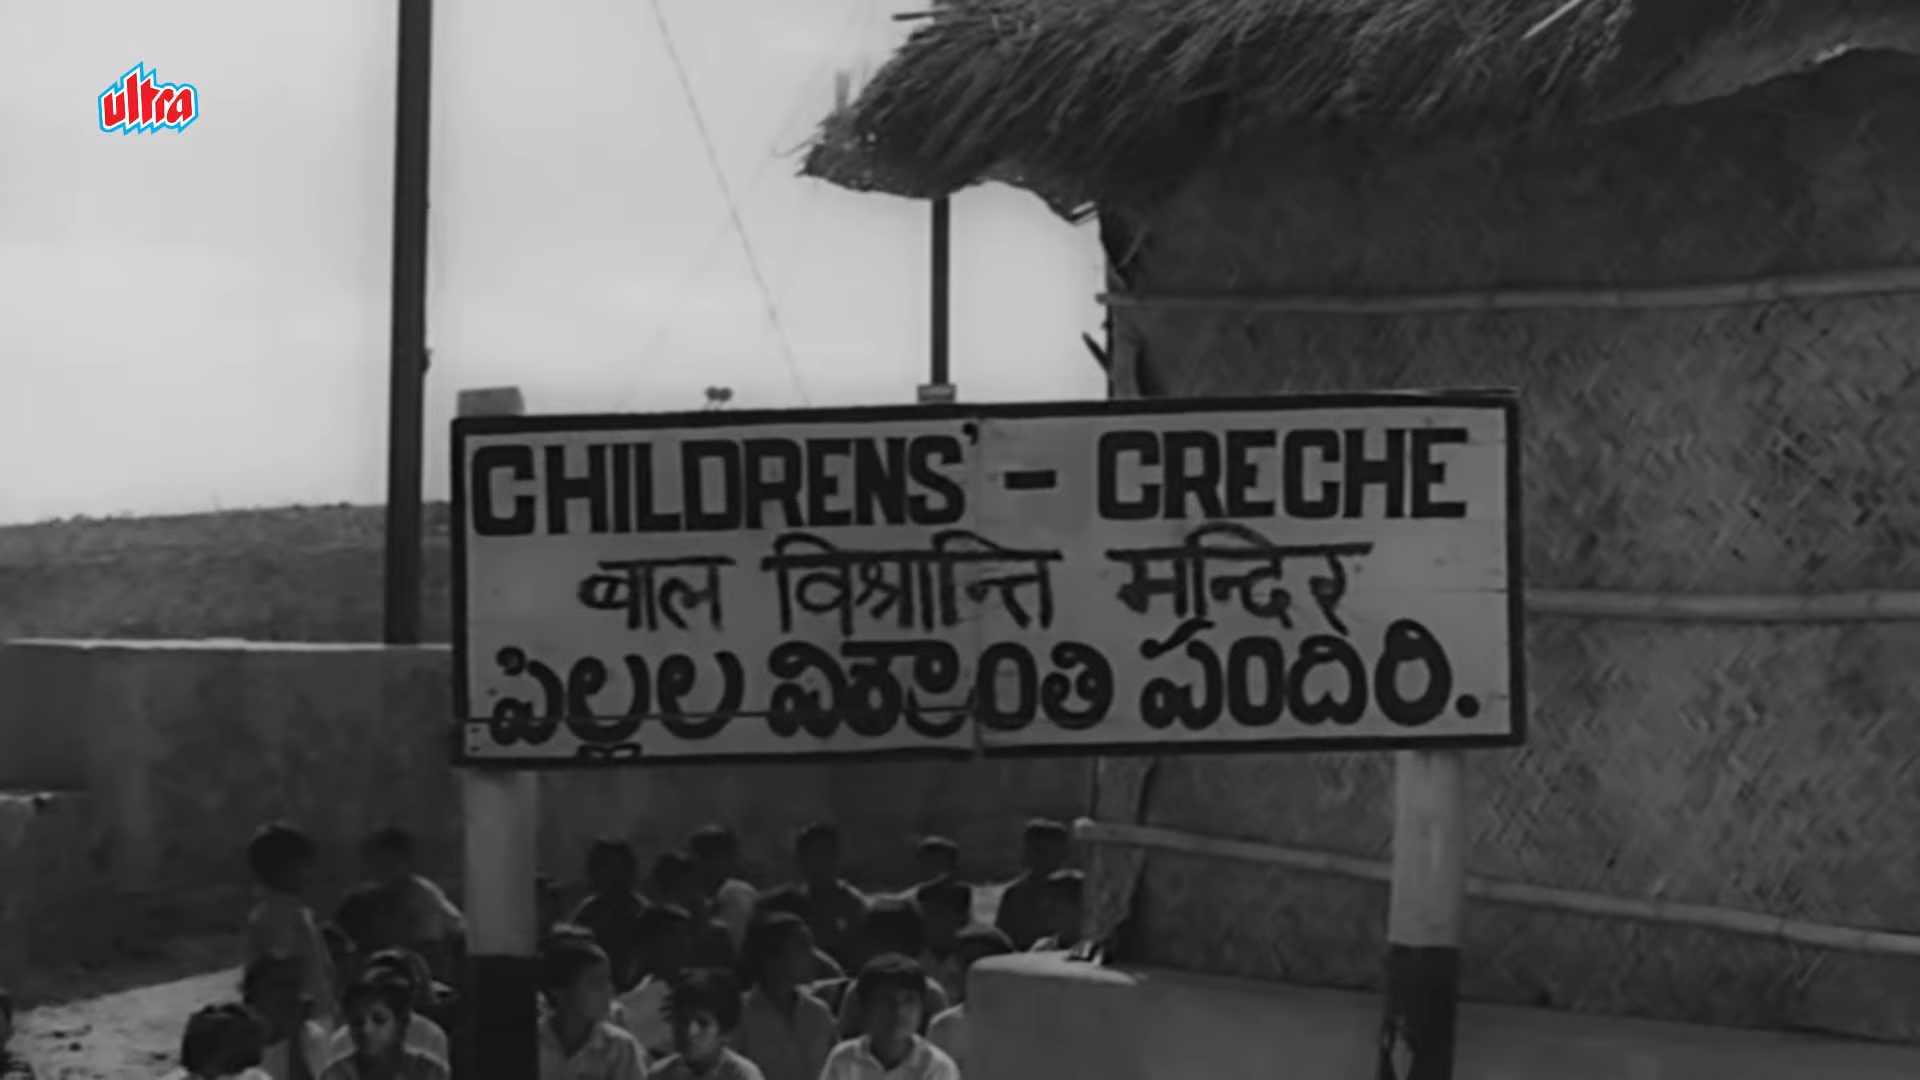 ultra
CHILDRENS' - CRECHE
बाल विश्रान्ति मन्दिर
పిల్లల విశ్రాంతి పందిరి.